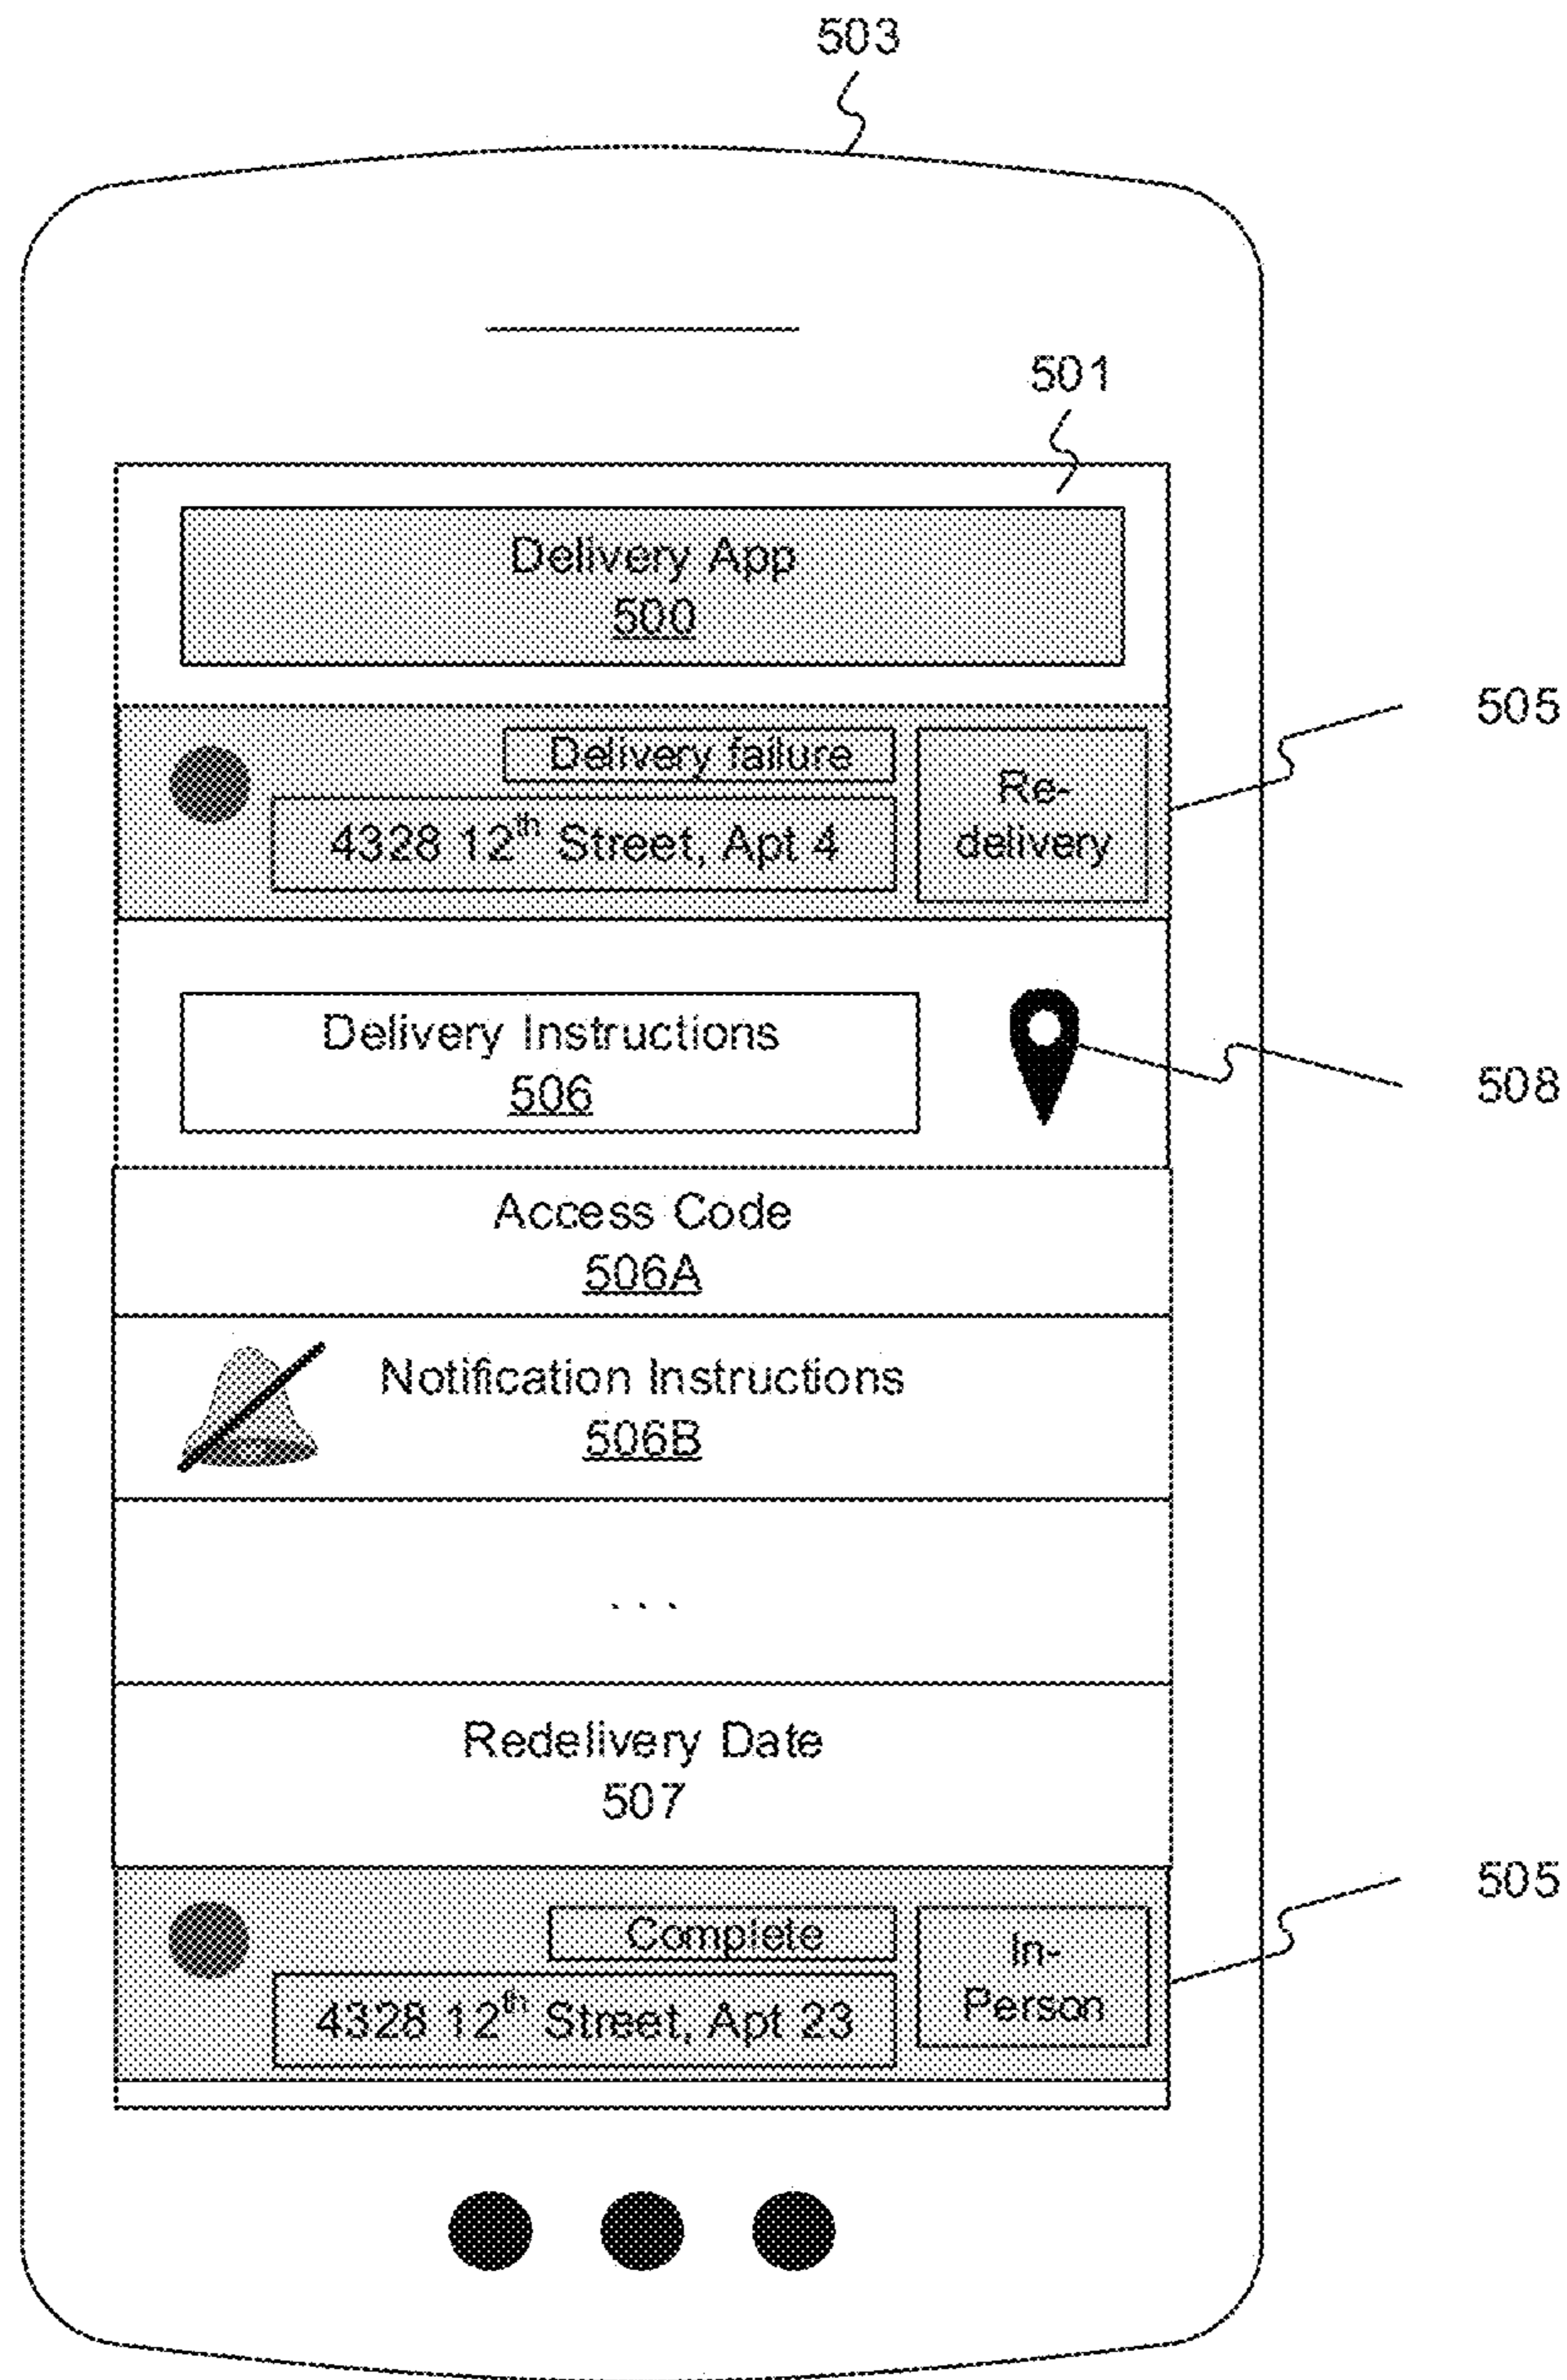 503
501
Delivery App
500
Delivery failure
4328 12th Street, Apt 4
Re-
delivery
505
Delivery Instructions
506
508
Access Code
506A
Notification Instructions
506B
...
Redelivery Date
507
Complete
4328 12th Street, Apt 23
In-
Person
505